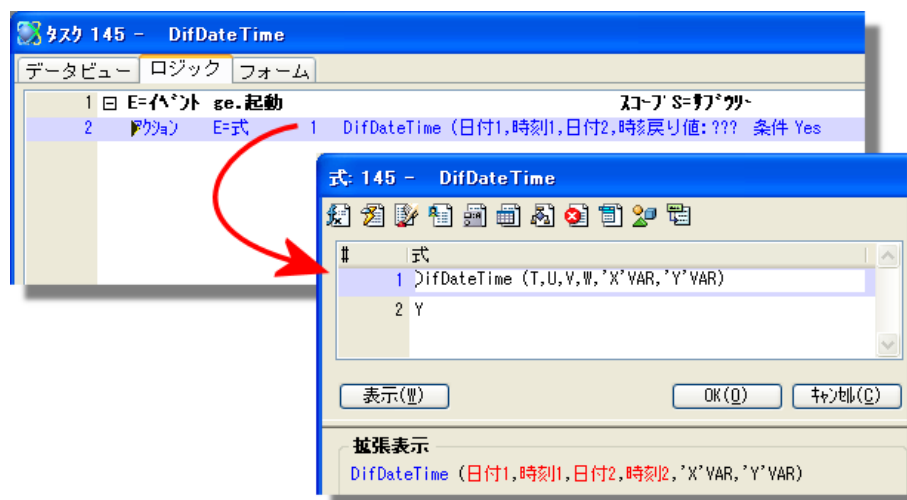 タスク 145 - DifDateTime
データビュー ロジック フォーム
1 E=ｲﾍﾞﾝﾄ ge.起動 ｽｺｰﾌﾟ S=ｻﾌﾞﾂﾘｰ
2 ｱｸｼｮﾝ E=式 1 DifDateTime (日付1,時刻1,日付2,時刻戻り値:??? 条件 Yes
式: 145 - DifDateTime
# 式
1 DifDateTime (T,U,V,W,'X'VAR,'Y'VAR)
2 Y
表示(W) OK(O) ｷｬﾝｾﾙ(C)
拡張表示
DifDateTime (日付1,時刻1,日付2,時刻2,'X'VAR,'Y'VAR)